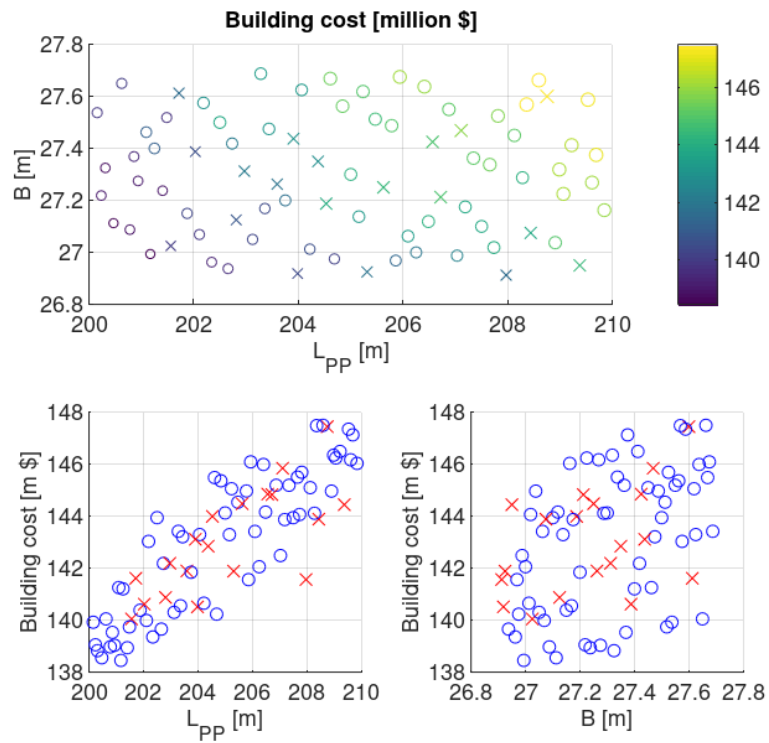 Building cost [million $]
27.8
27.6
27.4
27.2
27
26.8
B [m]
200 202 204 206 208 210
L_PP [m]
146
144
142
140
148
146
144
142
140
138
Building cost [m $]
200 202 204 206 208 210
L_PP [m]
148
146
144
142
140
138
Building cost [m $]
26.8 27 27.2 27.4 27.6 27.8
B [m]